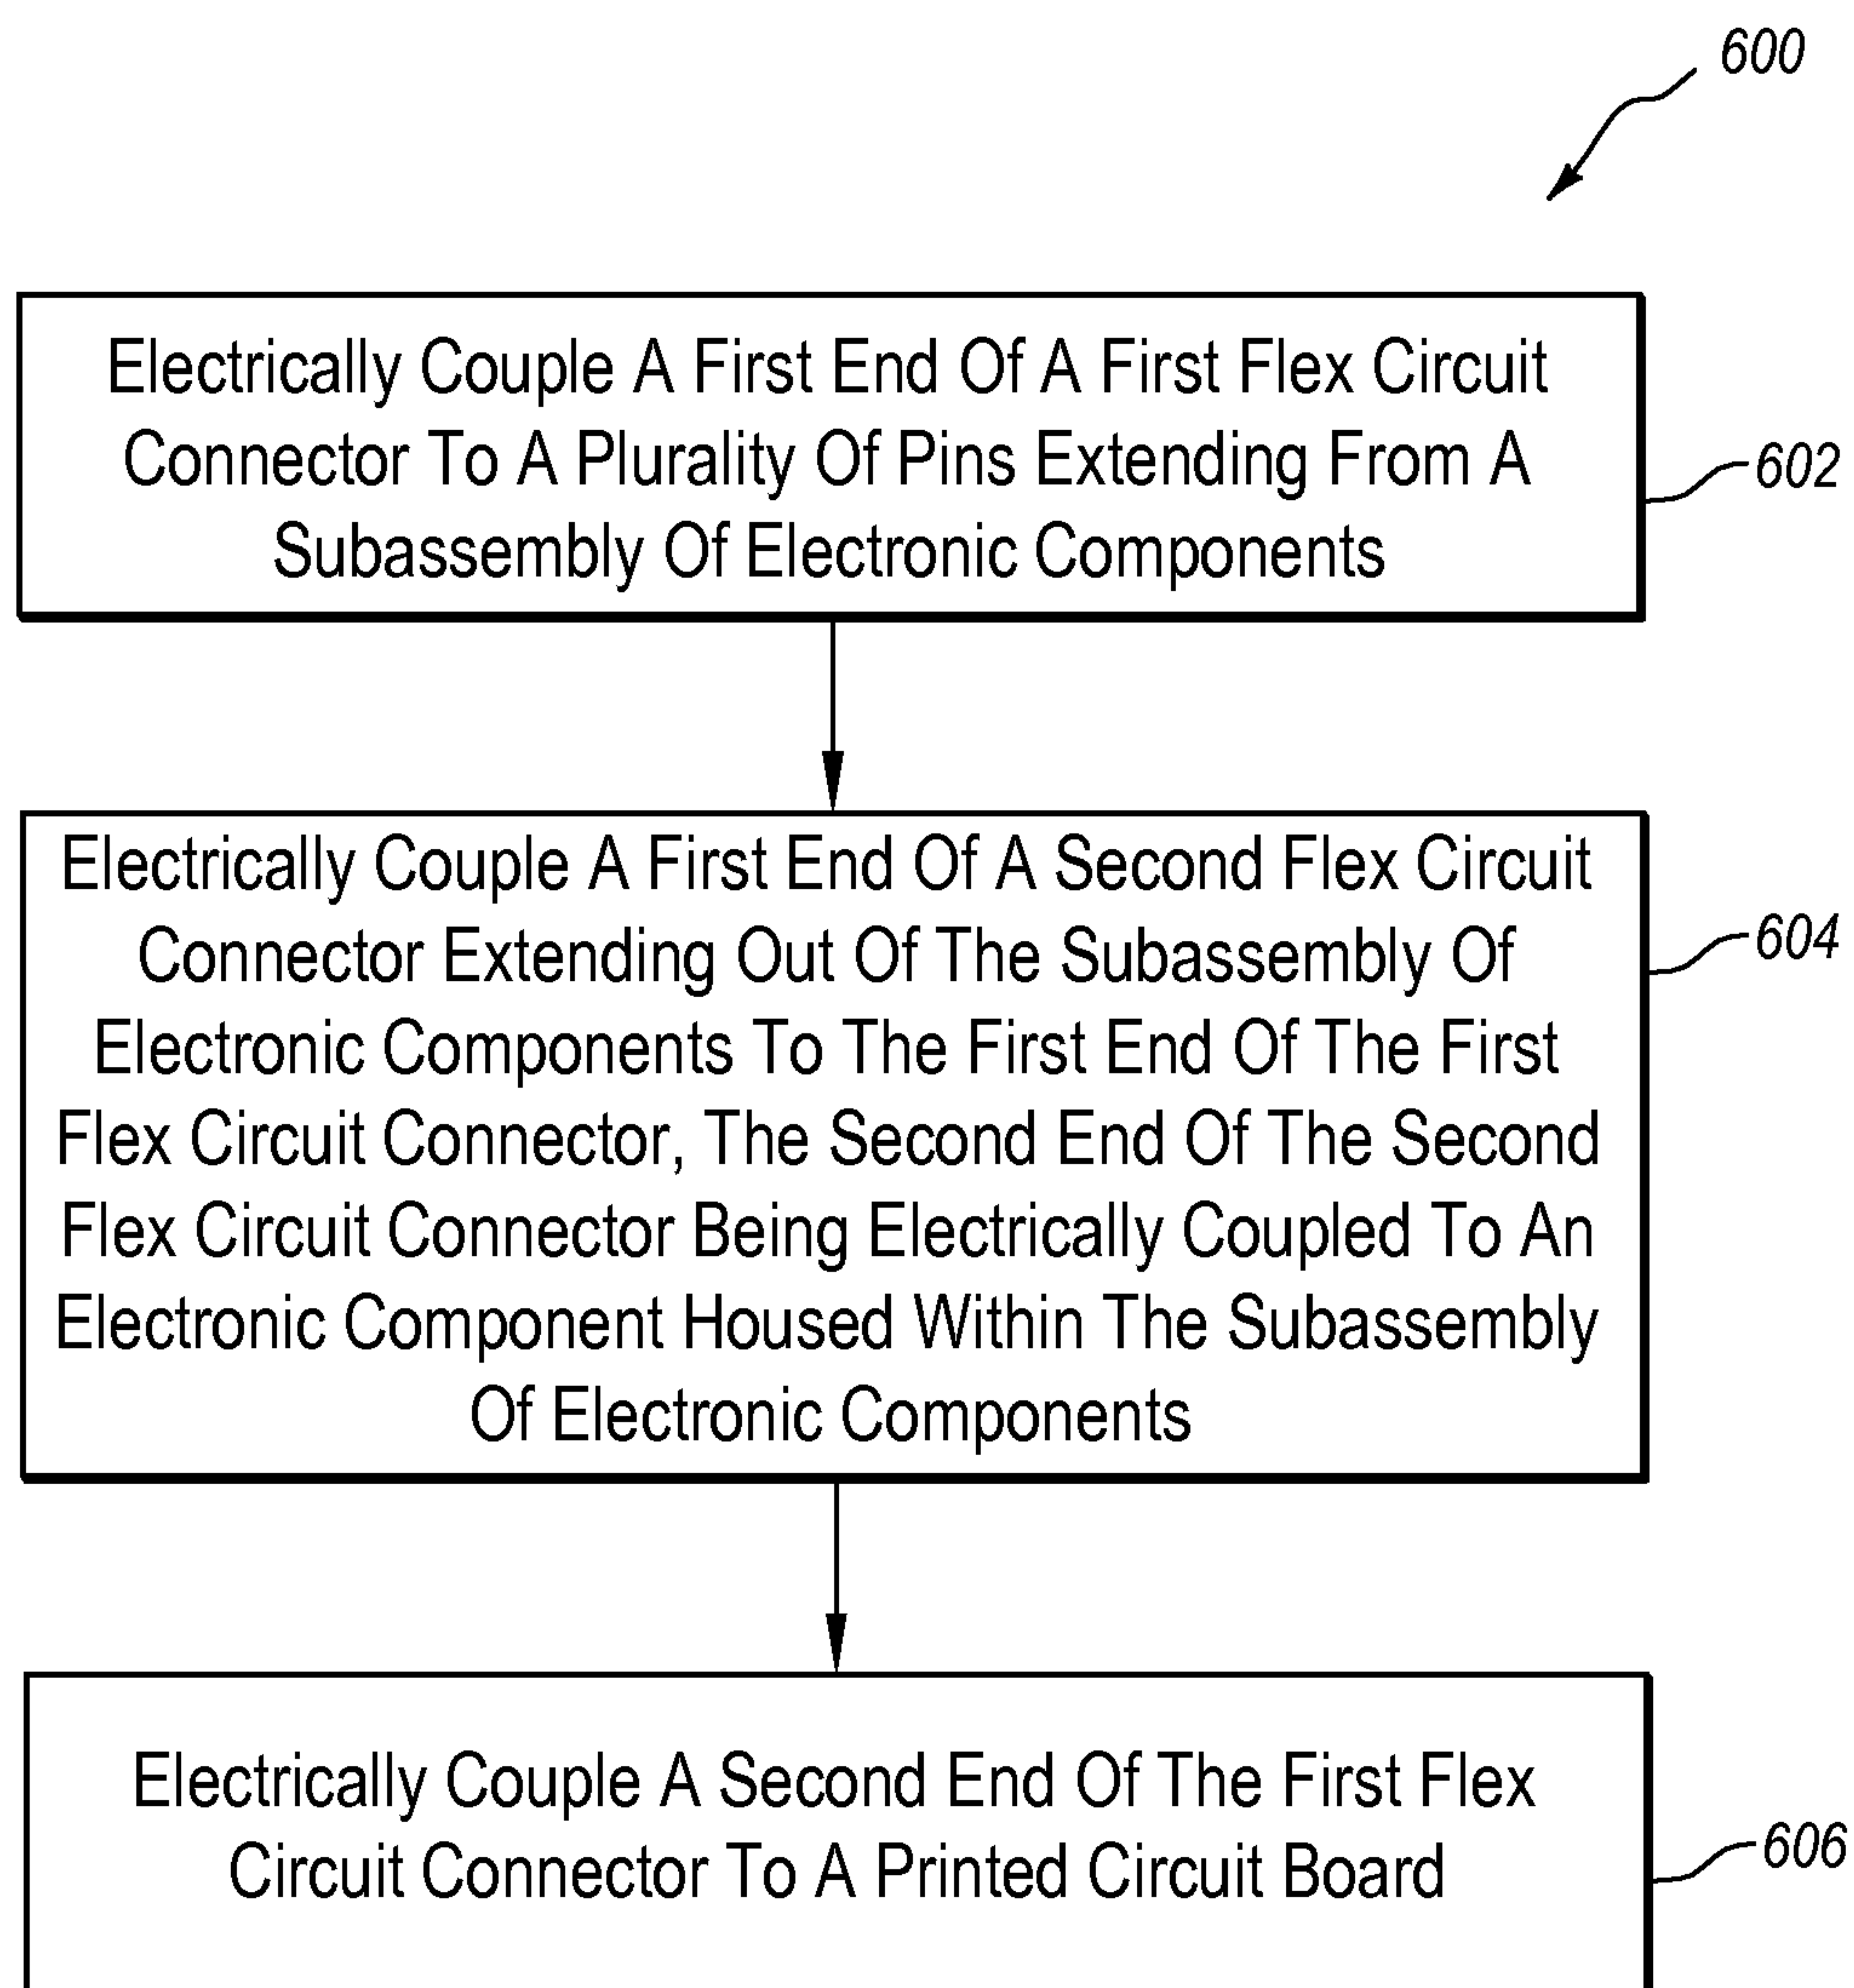 600
Electrically Couple A First End Of A First Flex Circuit
Connector To A Plurality Of Pins Extending From A
Subassembly Of Electronic Components
602
Electrically Couple A First End Of A Second Flex Circuit
Connector Extending Out Of The Subassembly Of
Electronic Components To The First End Of The First
Flex Circuit Connector, The Second End Of The Second
Flex Circuit Connector Being Electrically Coupled To An
Electronic Component Housed Within The Subassembly
Of Electronic Components
604
Electrically Couple A Second End Of The First Flex
Circuit Connector To A Printed Circuit Board
606